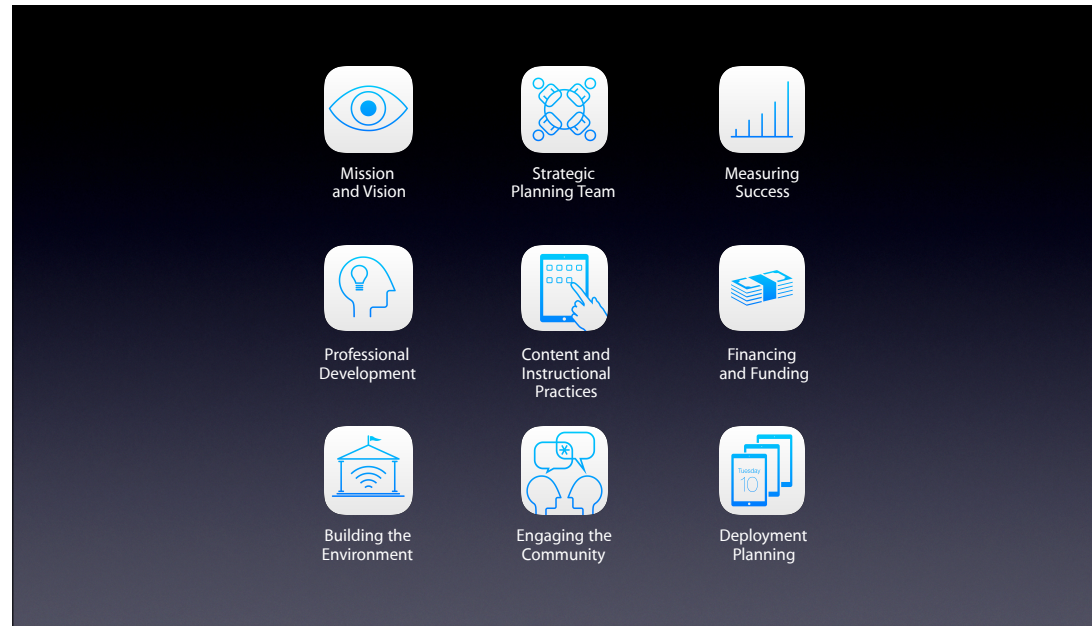 Mission
and Vision
Strategic
Planning Team
Measuring
Success
Professional
Development
Content and
Instructional
Practices
Financing
and Funding
Tuesday
10
Building the
Environment
Engaging the
Community
Deployment
Planning